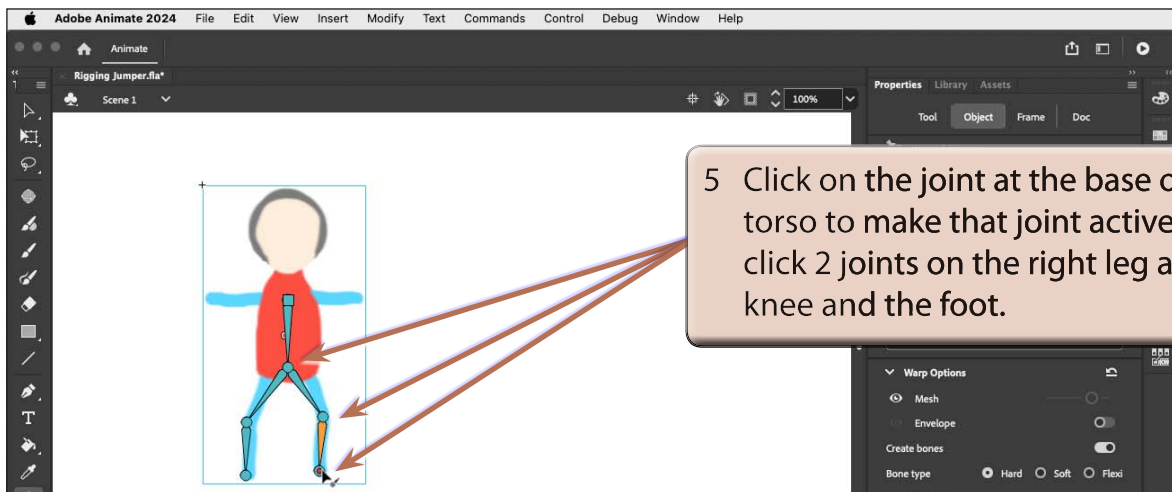 Adobe Animate 2024 File Edit View Insert Modify Text Commands Control Debug Window Help
Animate
Rigging Jumper.fla*
Scene 1
100%
Properties Library Assets
Tool Object Frame Doc
5 Click on the joint at the base o
torso to make that joint active
click 2 joints on the right leg a
knee and the foot.
Warp Options
Mesh
Envelope
Create bones
Bone type Hard Soft Flexi